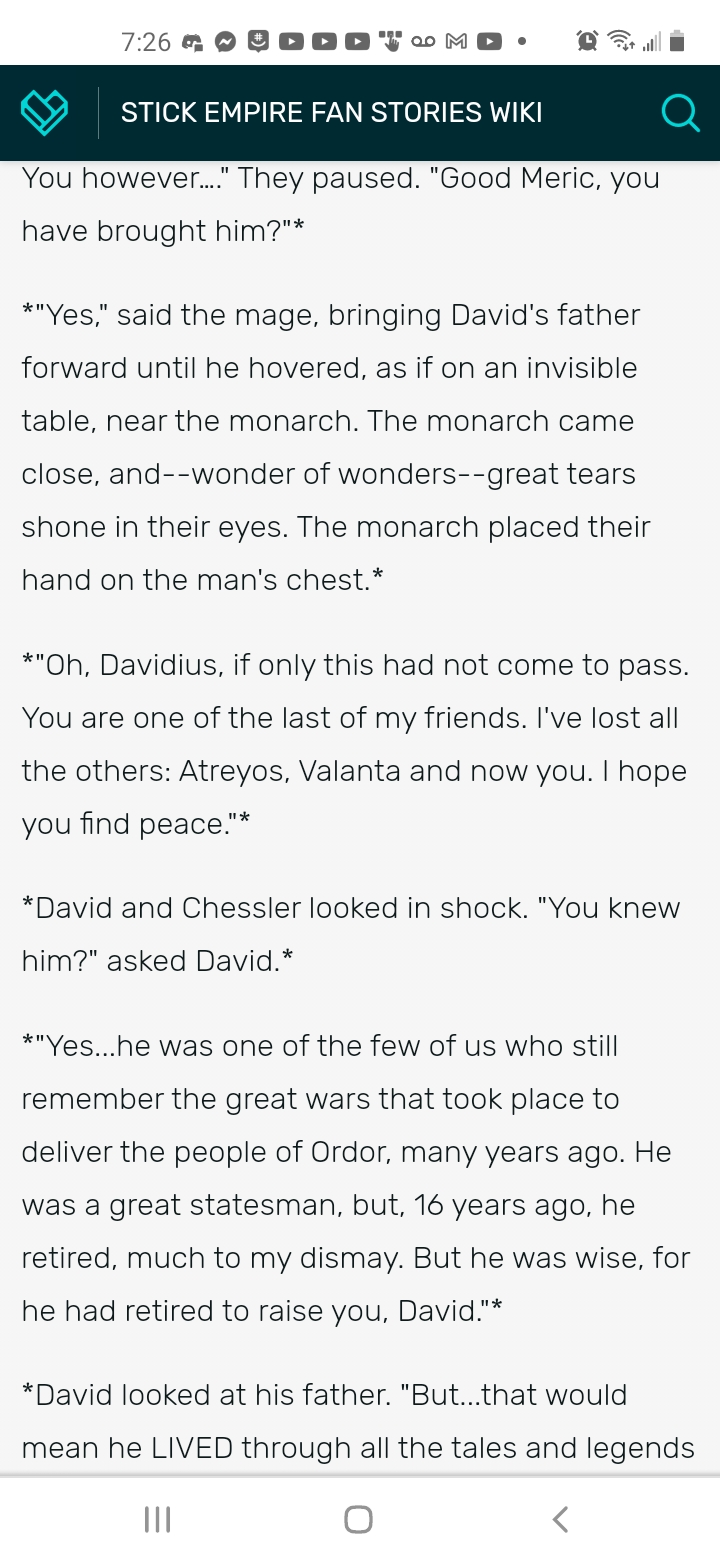 7:26
STICK EMPIRE FAN STORIES WIKI
You however...." They paused. "Good Meric, you
have brought him?"*
*"Yes," said the mage, bringing David's father
forward until he hovered, as if on an invisible
table, near the monarch. The monarch came
close, and--wonder of wonders--great tears
shone in their eyes. The monarch placed their
hand on the man's chest.*
*"Oh, Davidius, if only this had not come to pass.
You are one of the last of my friends. I've lost all
the others: Atreyos, Valanta and now you. I hope
you find peace."*
*David and Chessler looked in shock. "You knew
him?" asked David.*
*"Yes...he was one of the few of us who still
remember the great wars that took place to
deliver the people of Ordor, many years ago. He
was a great statesman, but, 16 years ago, he
retired, much to my dismay. But he was wise, for
he had retired to raise you, David."*
*David looked at his father. "But...that would
mean he LIVED through all the tales and legends